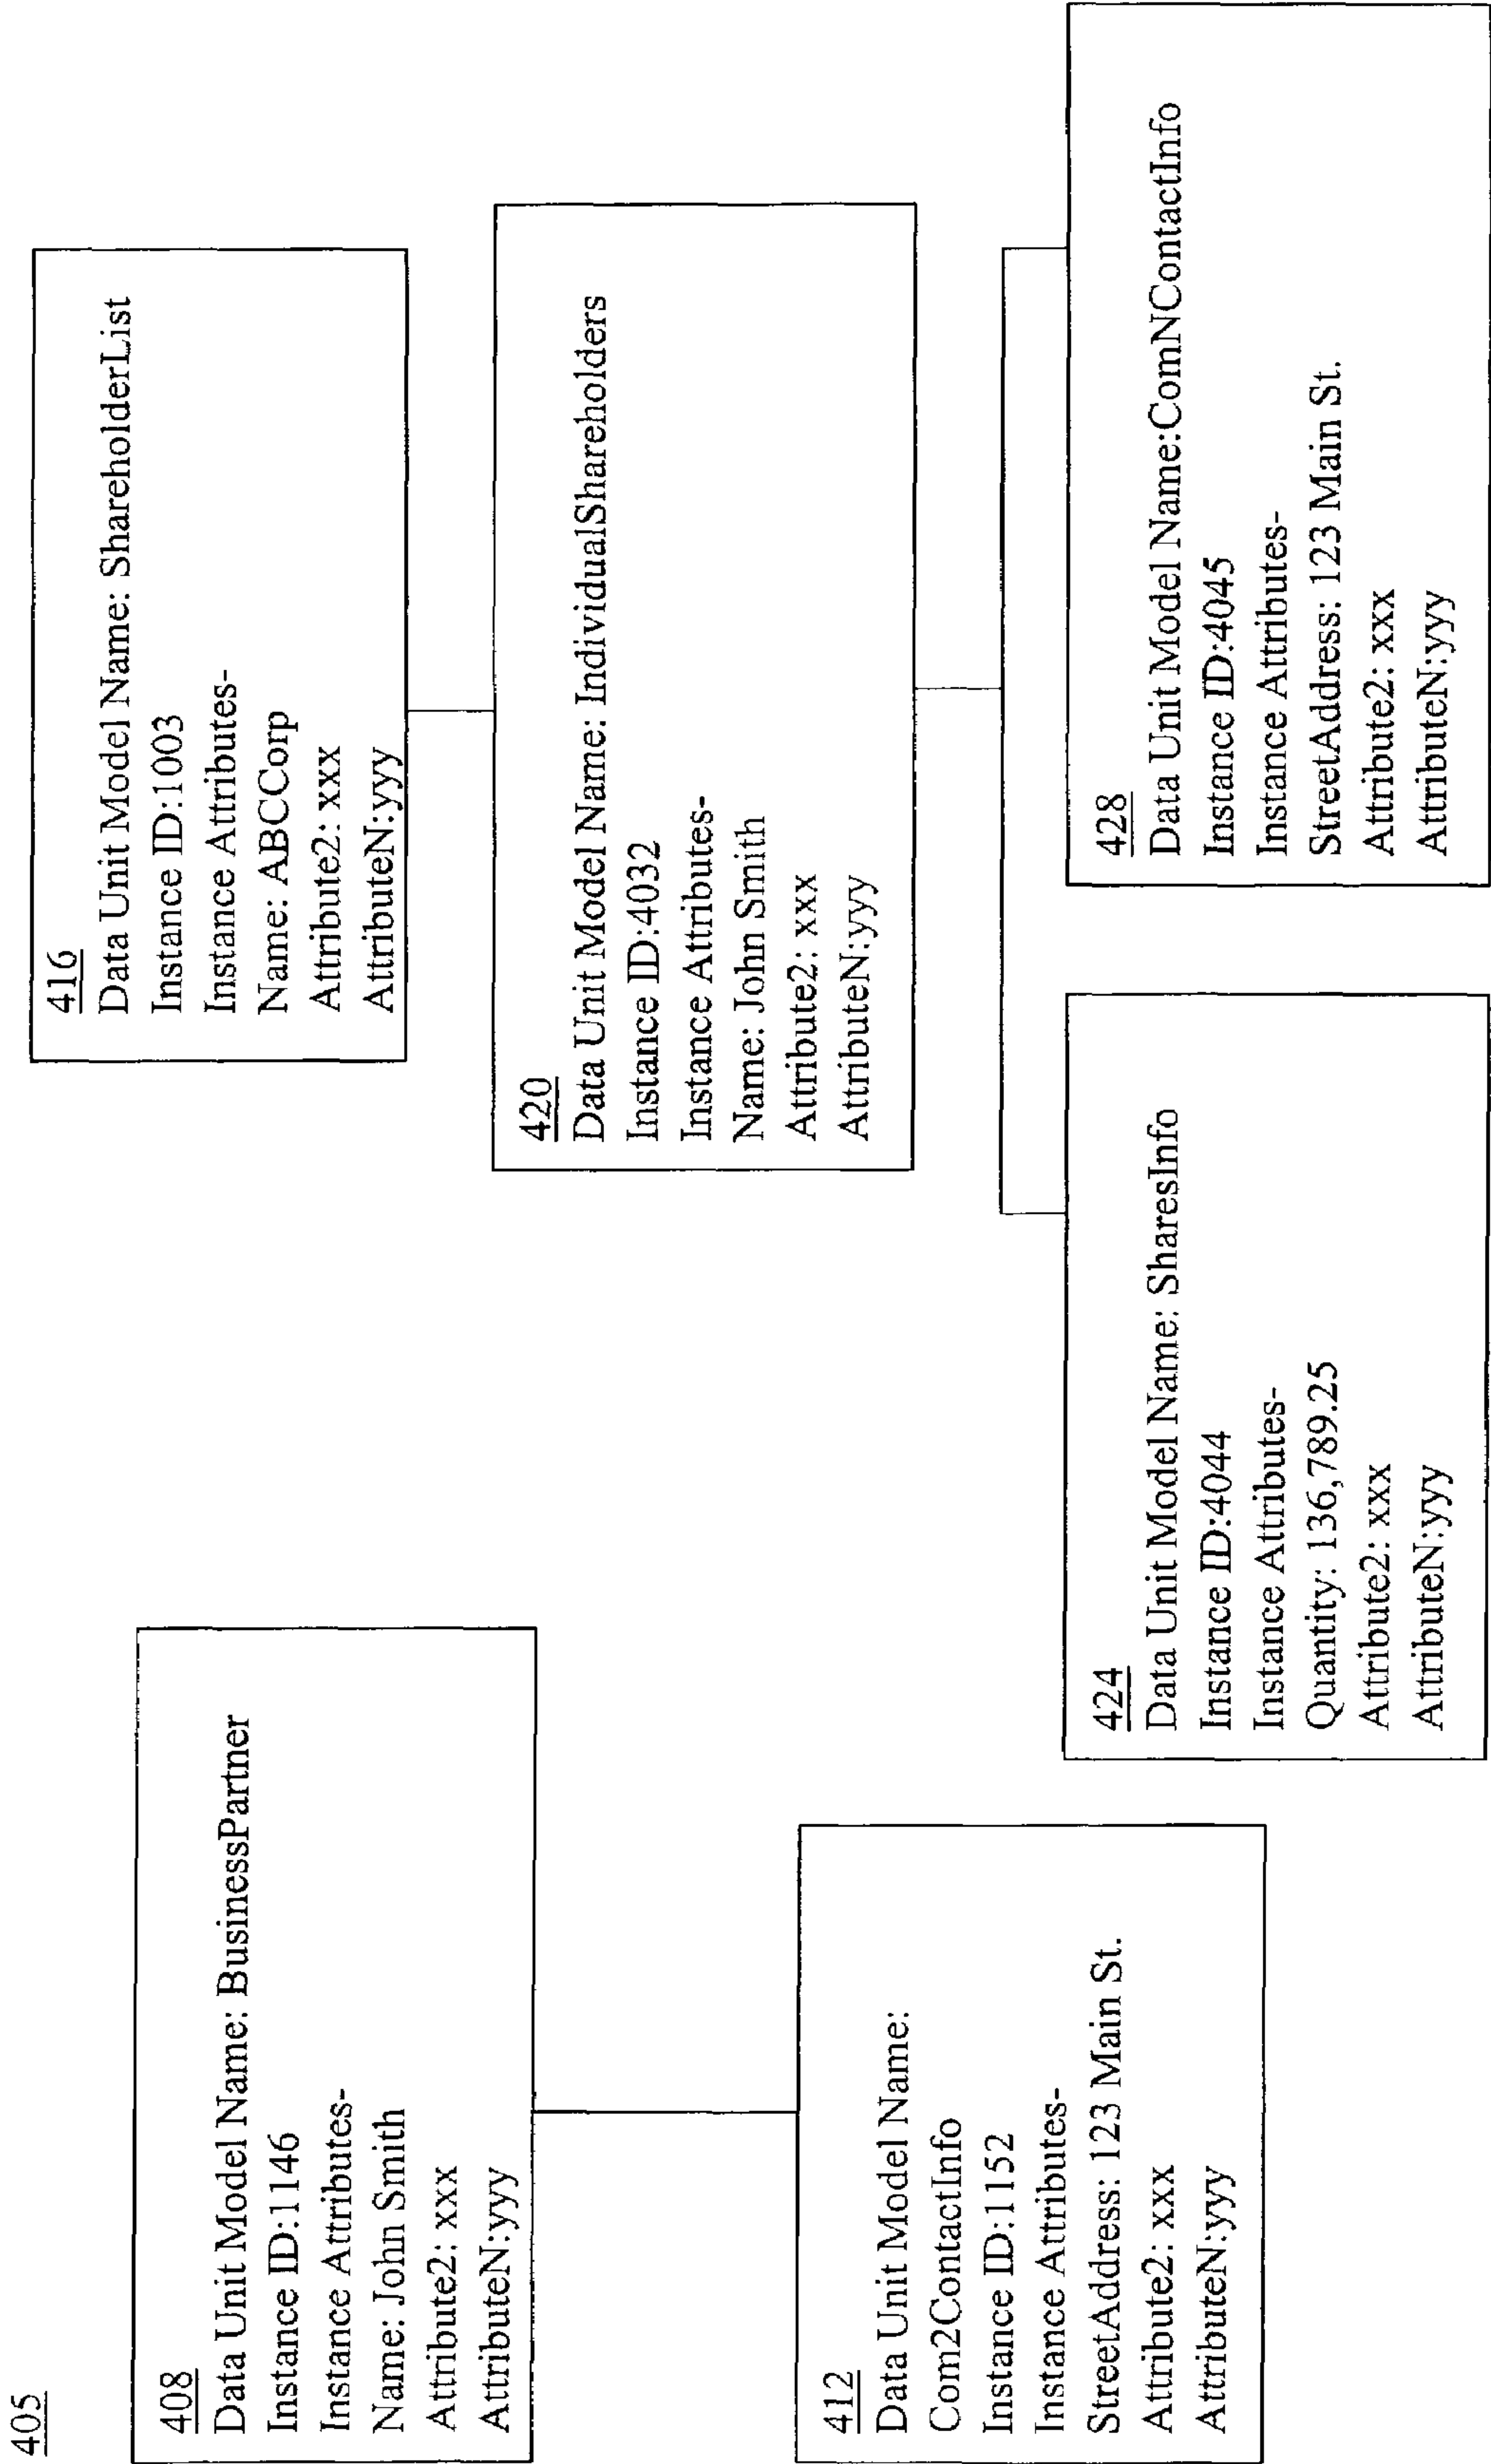 405
408
Data Unit Model Name: BusinessPartner
Instance ID:1146
Instance Attributes-
Name: John Smith
Attribute2: xxx
AttributeN:yyy
412
Data Unit Model Name:
Com2ContactInfo
Instance ID:1152
Instance Attributes-
StreetAddress: 123 Main St.
Attribute2: xxx
AttributeN:yyy
416
Data Unit Model Name: ShareholderList
Instance ID:1003
Instance Attributes-
Name: ABCCorp
Attribute2: xxx
AttributeN:yyy
420
Data Unit Model Name: IndividualShareholders
Instance ID:4032
Instance Attributes-
Name: John Smith
Attribute2: xxx
AttributeN:yyy
424
Data Unit Model Name: SharesInfo
Instance ID:4044
Instance Attributes-
Quantity: 136,789.25
Attribute2: xxx
AttributeN:yyy
428
Data Unit Model Name:ComNContactInfo
Instance ID:4045
Instance Attributes-
StreetAddress: 123 Main St.
Attribute2: xxx
AttributeN:yyy